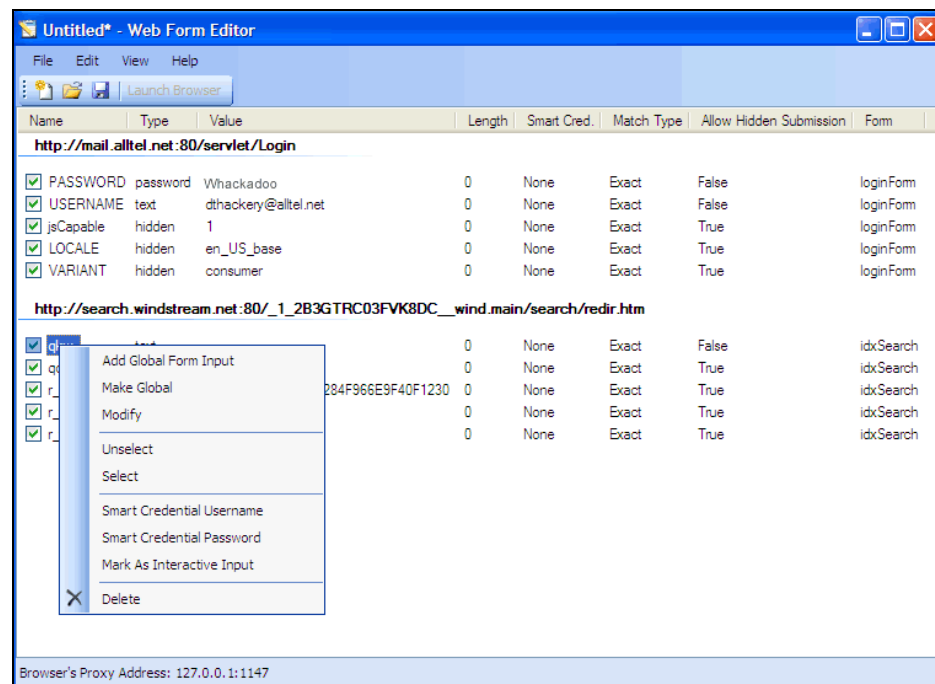 Untitled* - Web Form Editor
File Edit View Help
Launch Browser
Name Type Value Length Smart Cred. Match Type Allow Hidden Submission Form
http://mail.alltel.net:80/servlet/Login
PASSWORD password Whackadoo 0 None Exact False loginForm
USERNAME text dthackery@alltel.net 0 None Exact False loginForm
jsCapable hidden 1 0 None Exact True loginForm
LOCALE hidden en_US_base 0 None Exact True loginForm
VARIANT hidden consumer 0 None Exact True loginForm
http://search.windstream.net:80/_1_2B3GTRC03FVK8DC__wind.main/search/redir.htm
0 None Exact False idxSearch
0 None Exact True idxSearch
r_ 284F966E9F40F1230 0 None Exact True idxSearch
r_ 0 None Exact True idxSearch
r_ 0 None Exact True idxSearch
Add Global Form Input
Make Global
Modify
Unselect
Select
Smart Credential Username
Smart Credential Password
Mark As Interactive Input
Delete
Browser's Proxy Address: 127.0.0.1:1147